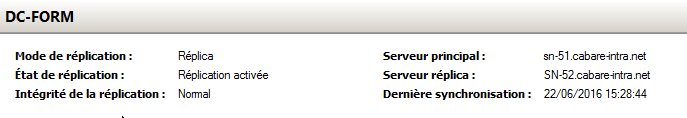 DC-FORM
Mode de réplication : Réplica Serveur principal : sn-51.cabare-intra.net
État de réplication : Réplication activée Serveur réplica : SN-52.cabare-intra.net
Intégrité de la réplication : Normal Dernière synchronisation : 22/06/2016 15:28:44